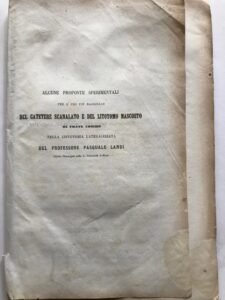 ALCUNE PROPOSTE SPERIMENTALI
PER L' USO PIÙ
DEL CATETERE SCANALATO E DEL LITOTOMO NASCOSTO
DI FRATE COSIMO
NELLA CISTOTOMIA LATERALIZZATA
DEL PROFESSORE PASQUALE LANDI